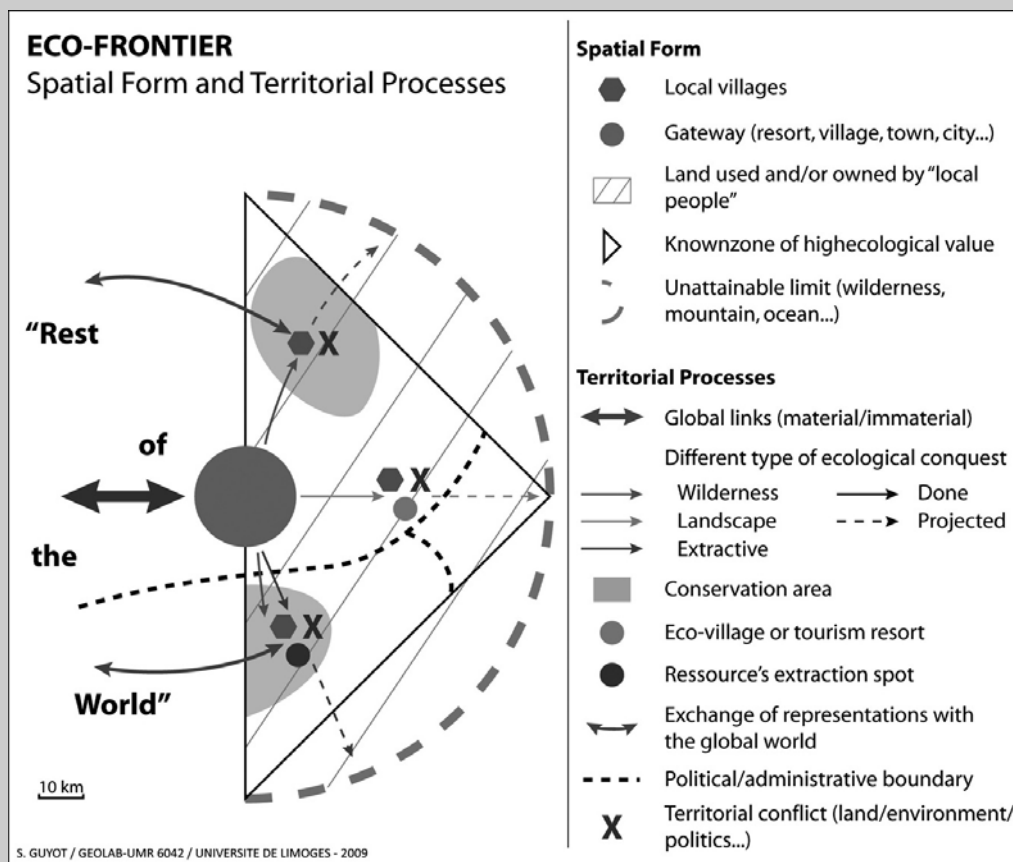 ECO-FRONTIER
Spatial Form and Territorial Processes
“Rest
of
the
World”
10 km
S. GUYOT / GEOLAB-UMR 6042 / UNIVERSITE DE LIMOGES - 2009
X
X
X
Spatial Form
Local villages
Gateway (resort, village, town, city...)
Land used and/or owned by “local
people”
Knownzone of highecological value
Unattainable limit (wilderness,
mountain, ocean...)
Territorial Processes
Global links (material/immaterial)
Different type of ecological conquest
Wilderness
Done
Landscape
Projected
Extractive
Conservation area
Eco-village or tourism resort
Ressource’s extraction spot
Exchange of representations with
the global world
Political/administrative boundary
X
Territorial conflict (land/environment/
politics...)